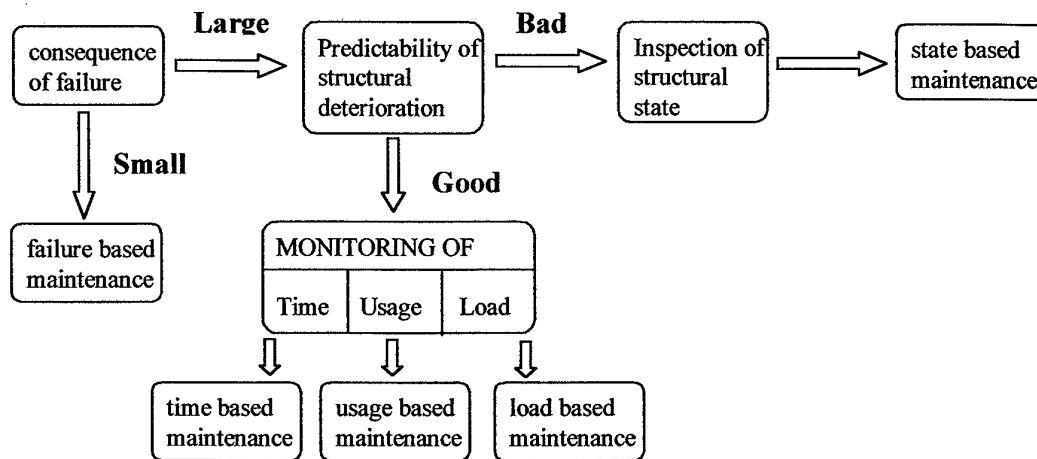 Large
Bad
consequence
of failure
Predictability of
structural
deterioration
Inspection of
structural
state
state based
maintenance
Small
Good
failure based
maintenance
MONITORING OF
Time
Usage
Load
time based
maintenance
usage based
maintenance
load based
maintenance